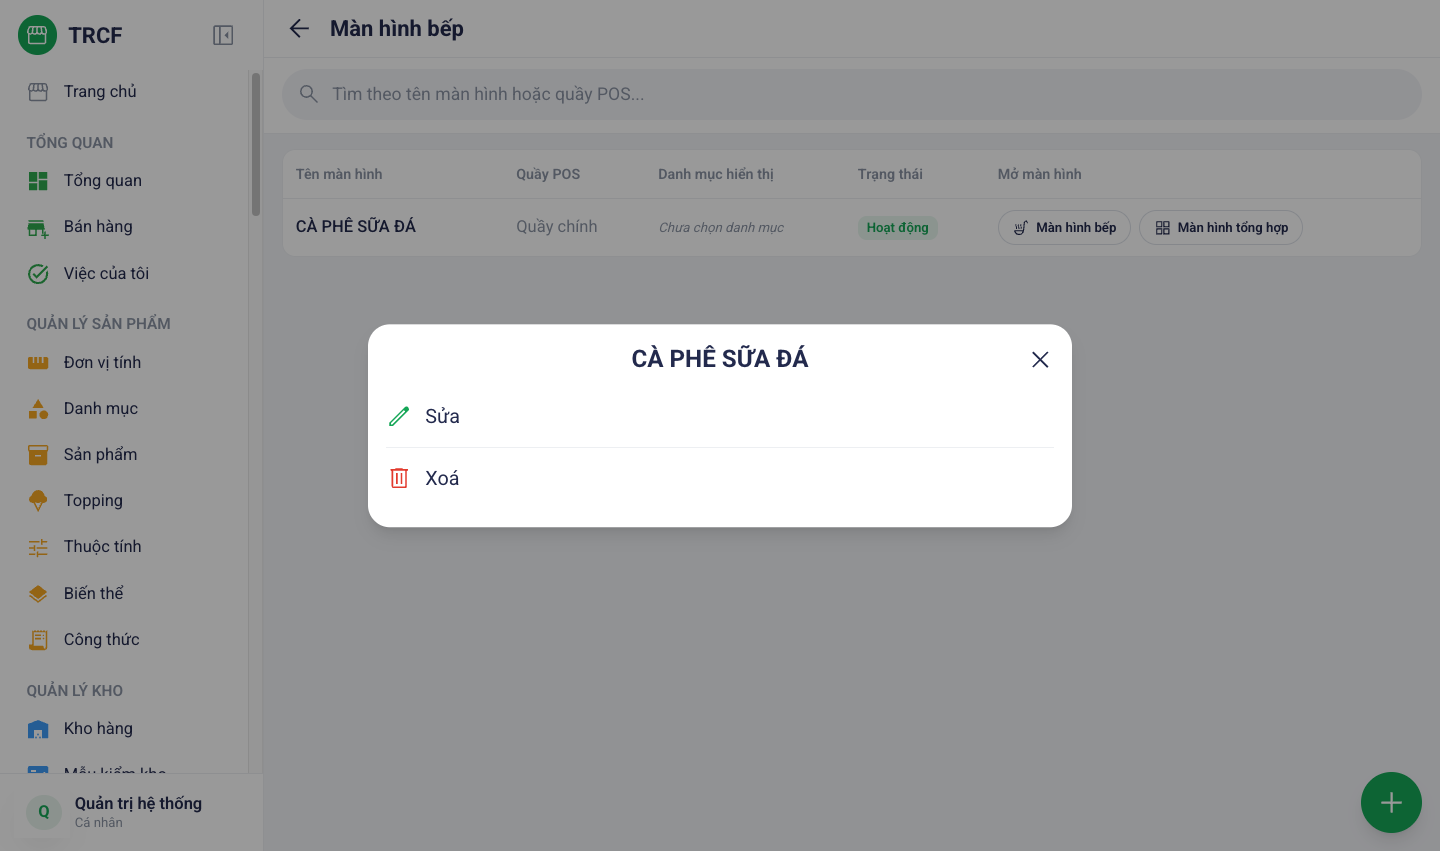 TRCF
Trang chủ
TỔNG QUAN
Tổng quan
Bán hàng
Việc của tôi
QUẢN LÝ SẢN PHẨM
Đơn vị tính
Danh mục
Sản phẩm
Topping
Thuộc tính
Biến thể
Công thức
QUẢN LÝ KHO
Kho hàng
Mẫu kiểm kho
Q
Quản trị hệ thống
Cá nhân
Màn hình bếp
Tìm theo tên màn hình hoặc quầy POS...
Tên màn hình Quầy POS Danh mục hiển thị Trạng thái Mở màn hình
CÀ PHÊ SỮA ĐÁ Quầy chính Chưa chọn danh mục Hoạt động Màn hình bếp Màn hình tổng hợp
CÀ PHÊ SỮA ĐÁ
Sửa
Xoá